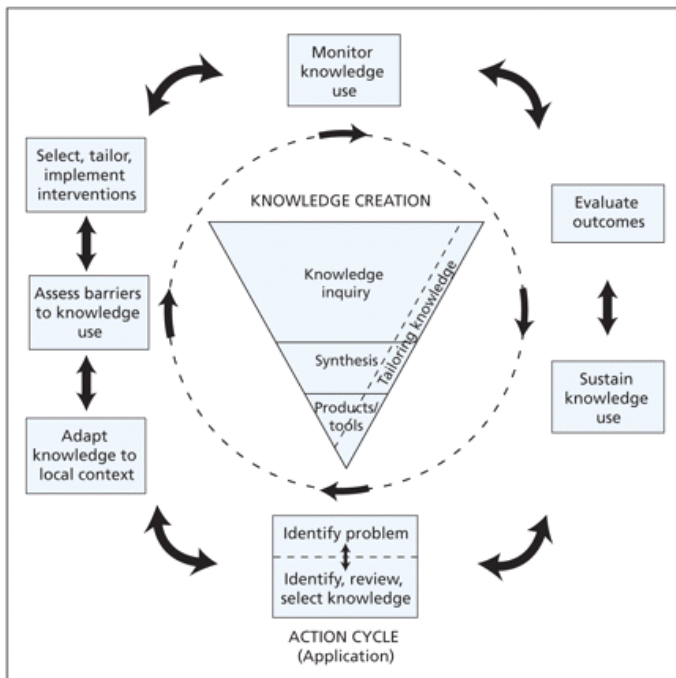 Monitor
knowledge
use
Select, tailor,
implement
interventions
Evaluate
outcomes
KNOWLEDGE CREATION
Knowledge
inquiry
Tailoring knowledge
Assess barriers
to knowledge
use
Synthesis
Products/
tools
Sustain
knowledge
use
Adapt
knowledge to
local context
Identify problem
Identify, review,
select knowledge
ACTION CYCLE
(Application)